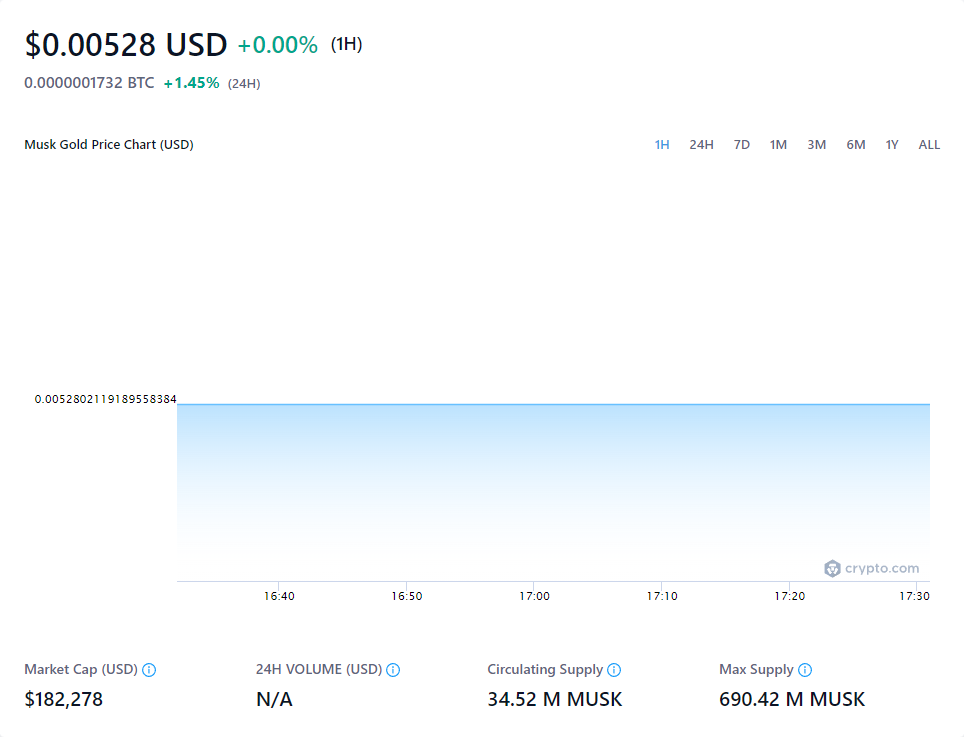 $0.00528 USD +0.00% (1H)
0.0000001732 BTC +1.45% (24H)
Musk Gold Price Chart (USD) 1H 24H 7D 1M 3M 6M 1Y ALL
0.0052802119189558384
crypto.com
16:40 16:50 17:00 17:10 17:20 17:30
Market Cap (USD) 24H VOLUME (USD) Circulating Supply Max Supply
$182,278 N/A 34.52 M MUSK 690.42 M MUSK